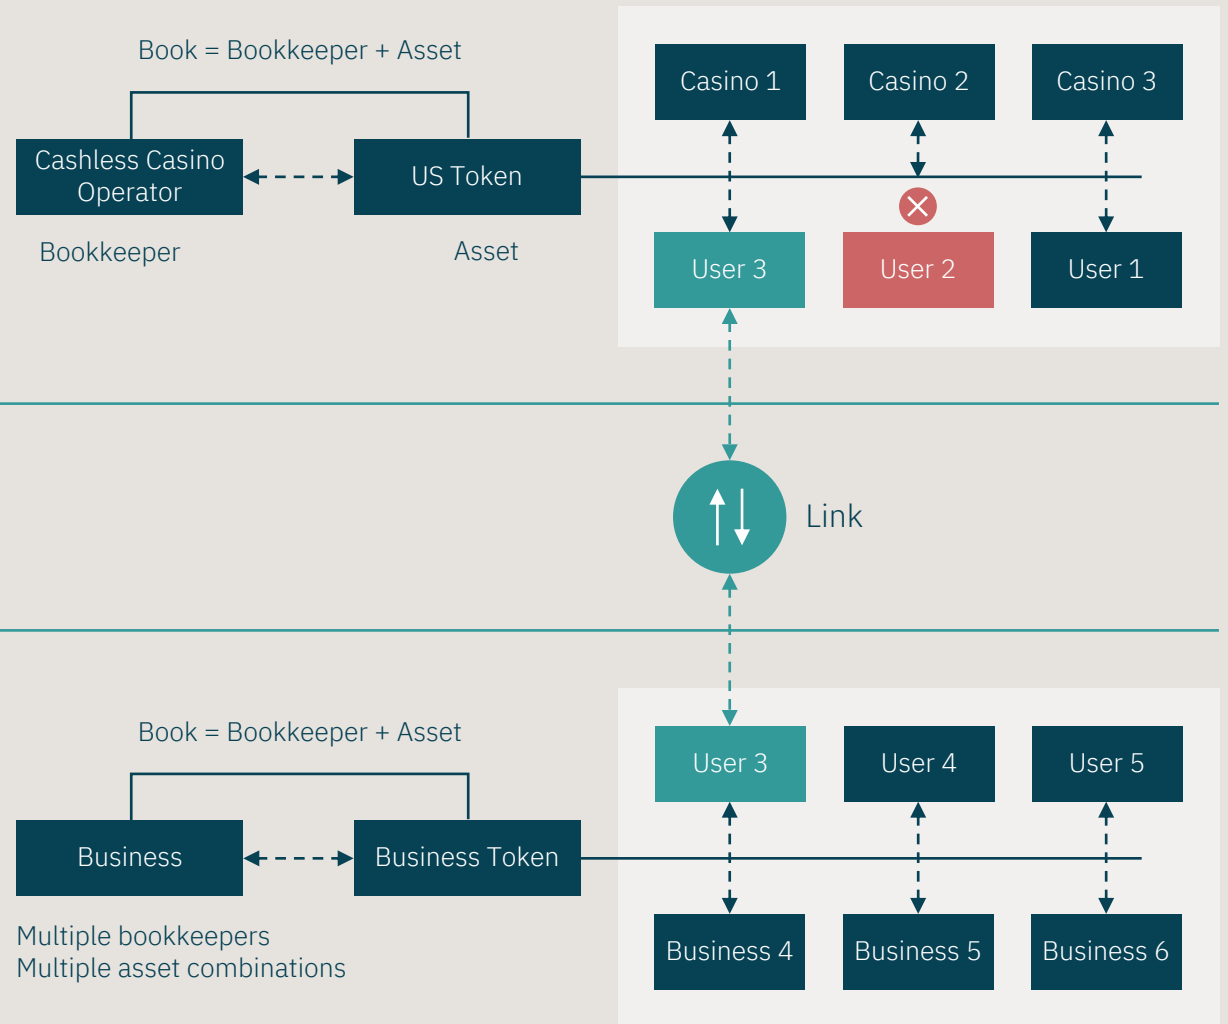 Book = Bookkeeper + Asset
Casino 1
Casino 2
Casino 3
Cashless Casino
Operator
US Token
Bookkeeper
Asset
User 3
User 2
User 1
Link
Book = Bookkeeper + Asset
User 3
User 4
User 5
Business
Business Token
Multiple bookkeepers
Multiple asset combinations
Business 4
Business 5
Business 6